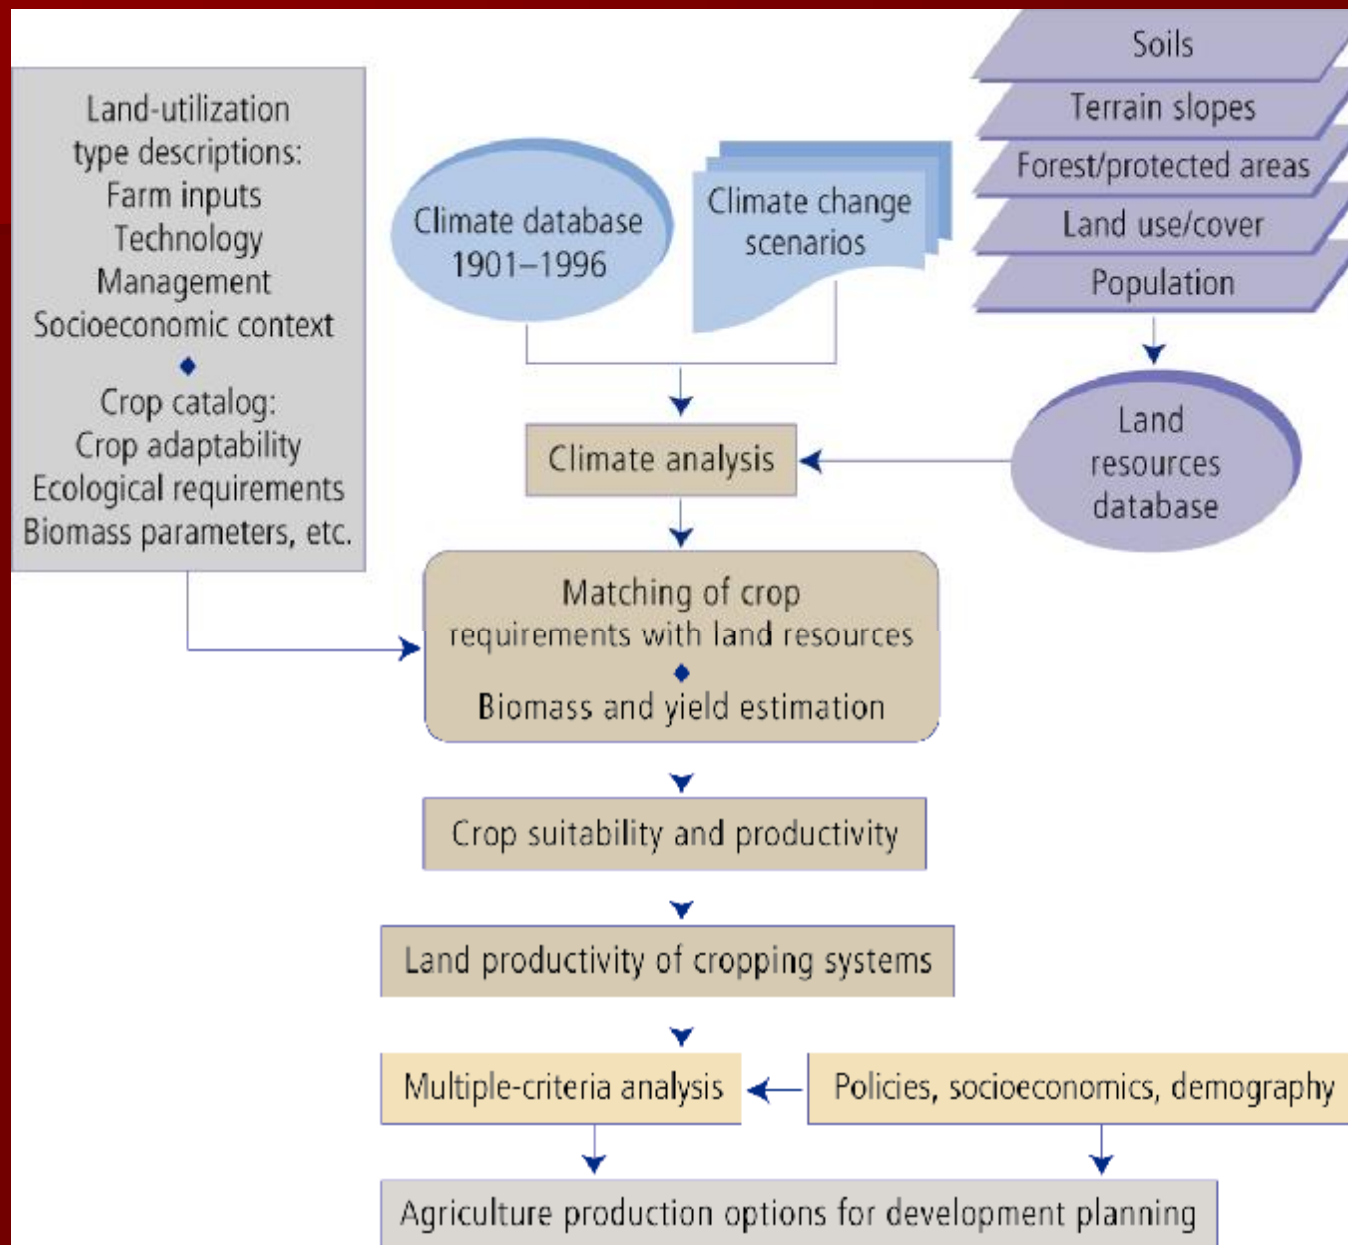 Land-utilization
type descriptions:
Farm inputs
Technology
Management
Socioeconomic context
Crop catalog:
Crop adaptability
Ecological requirements
Biomass parameters, etc.
Climate database
1901–1996
Climate change
scenarios
Soils
Terrain slopes
Forest/protected areas
Land use/cover
Population
Land
resources
database
Climate analysis
Matching of crop
requirements with land resources
Biomass and yield estimation
Crop suitability and productivity
Land productivity of cropping systems
Multiple-criteria analysis
Policies, socioeconomics, demography
Agriculture production options for development planning